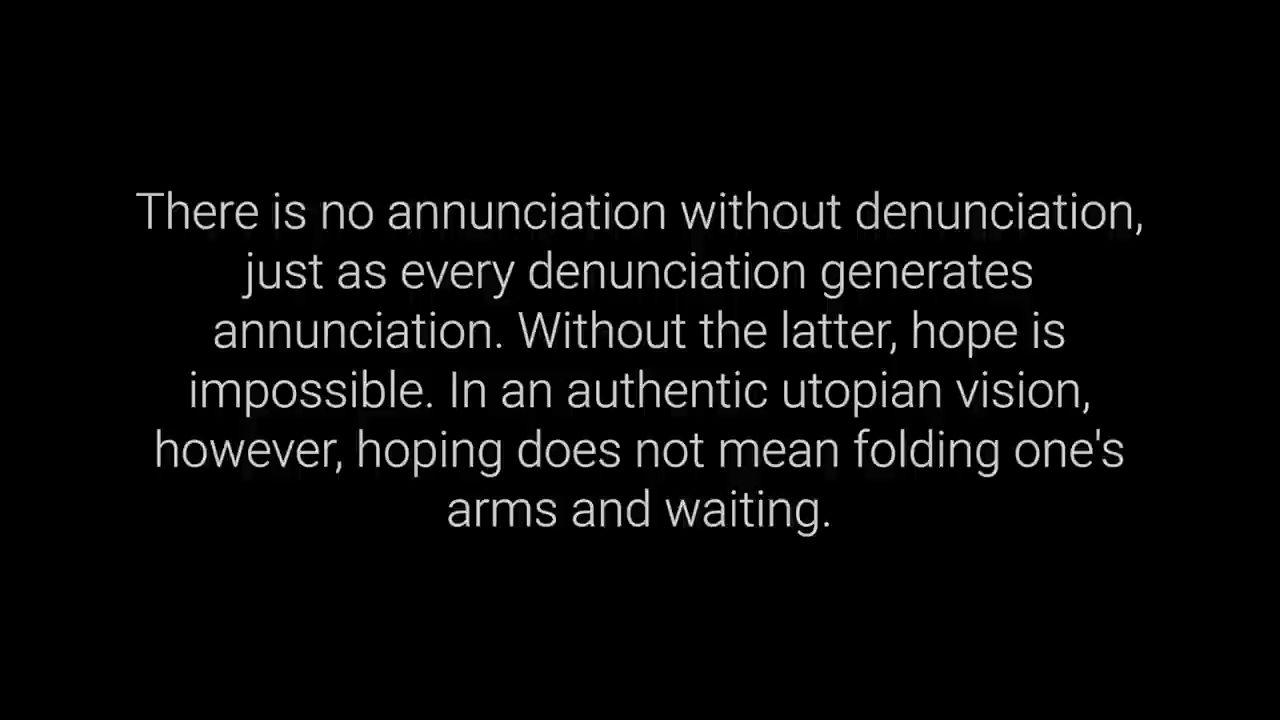 There is no annunciation without denunciation,
just as every denunciation generates
annunciation. Without the latter, hope is
impossible. In an authentic utopian vision,
however, hoping does not mean folding one's
arms and waiting.